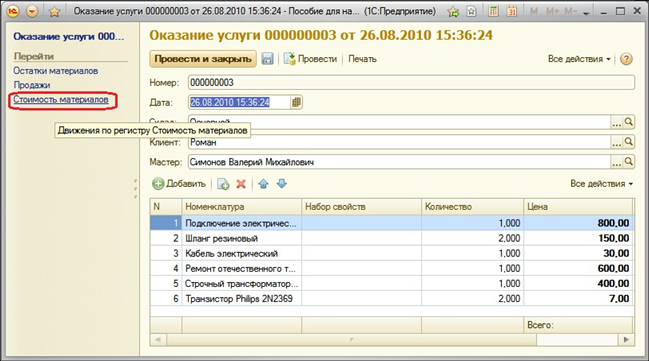 Оказание услуги 000000003 от 26.08.2010 15:36:24 - Пособие для на... (1С:Предприятие)
M M+ M-
Оказание услуги 000...
Перейти
Остатки материалов
Продажи
Стоимость материалов
Движения по регистру Стоимость материалов
Оказание услуги 000000003 от 26.08.2010 15:36:24
Провести и закрыть Провести Печать Все действия
Номер: 000000003
Дата: 26.08.2010 15:36:24
Склад: Основной
Клиент: Роман
Мастер: Симонов Валерий Михайлович
Добавить Все действия
N Номенклатура Набор свойств Количество Цена
1 Подключение электричес... 1,000 800,00
2 Шланг резиновый 2,000 150,00
3 Кабель электрический 1,000 30,00
4 Ремонт отечественного т... 1,000 600,00
5 Строчный трансформатор... 1,000 400,00
6 Транзистор Philips 2N2369 2,000 7,00
Всего: